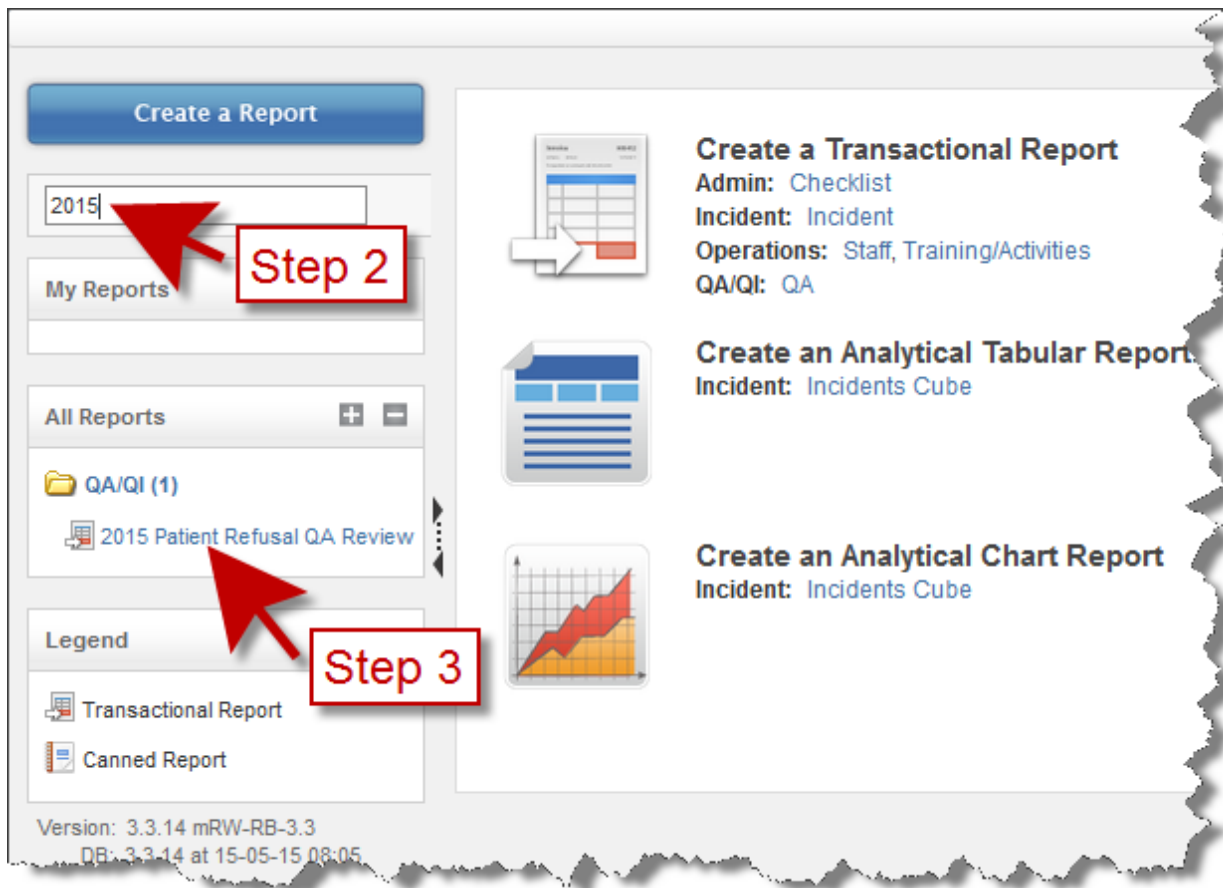 Create a Report
2015
Step 2
My Reports
All Reports
QA/QI (1)
2015 Patient Refusal QA Review
Step 3
Legend
Transactional Report
Canned Report
Version: 3.3.14 mRW-RB-3.3
DB: 3.3.14 at 15-05-15 08:05
Create a Transactional Report
Admin: Checklist
Incident: Incident
Operations: Staff, Training/Activities
QA/QI: QA
Create an Analytical Tabular Report
Incident: Incidents Cube
Create an Analytical Chart Report
Incident: Incidents Cube